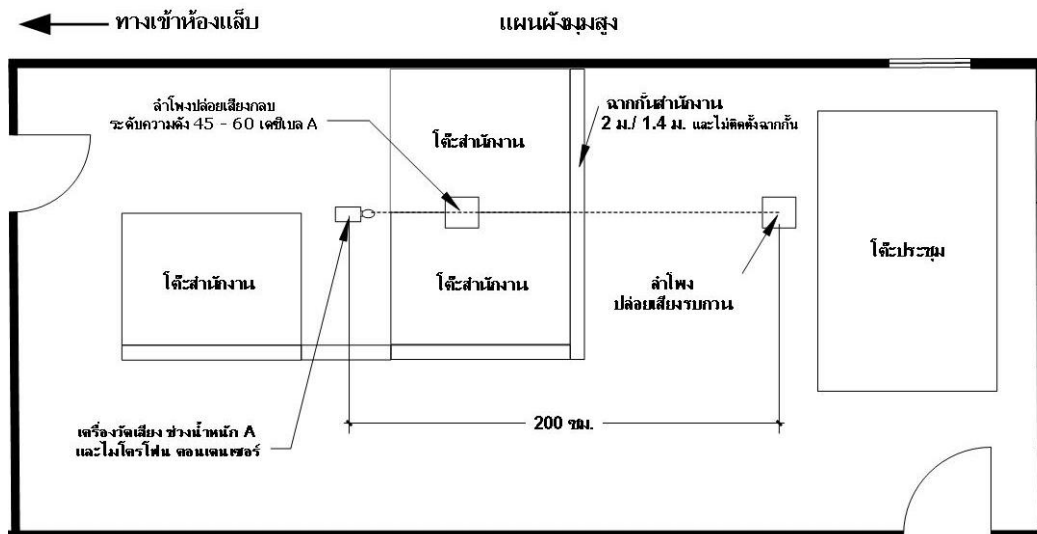 ทางเข้าห้องแล็บ
แผนผังมุมสูง
ลำโพงปล่อยเสียงกลบ
ระดับความดัง 45 - 60 เดซิเบล A
ฉากกั้นสำนักงาน
2 ม./ 1.4 ม. และไม่ติดตั้งฉากกั้น
โต๊ะสำนักงาน
โต๊ะสำนักงาน
โต๊ะสำนักงาน
ลำโพง
ปล่อยเสียงรบกวน
โต๊ะประชุม
200 ซม.
เครื่องวัดเสียง ช่วงน้ำหนัก A
และไมโครโฟน คอนเดนเซอร์